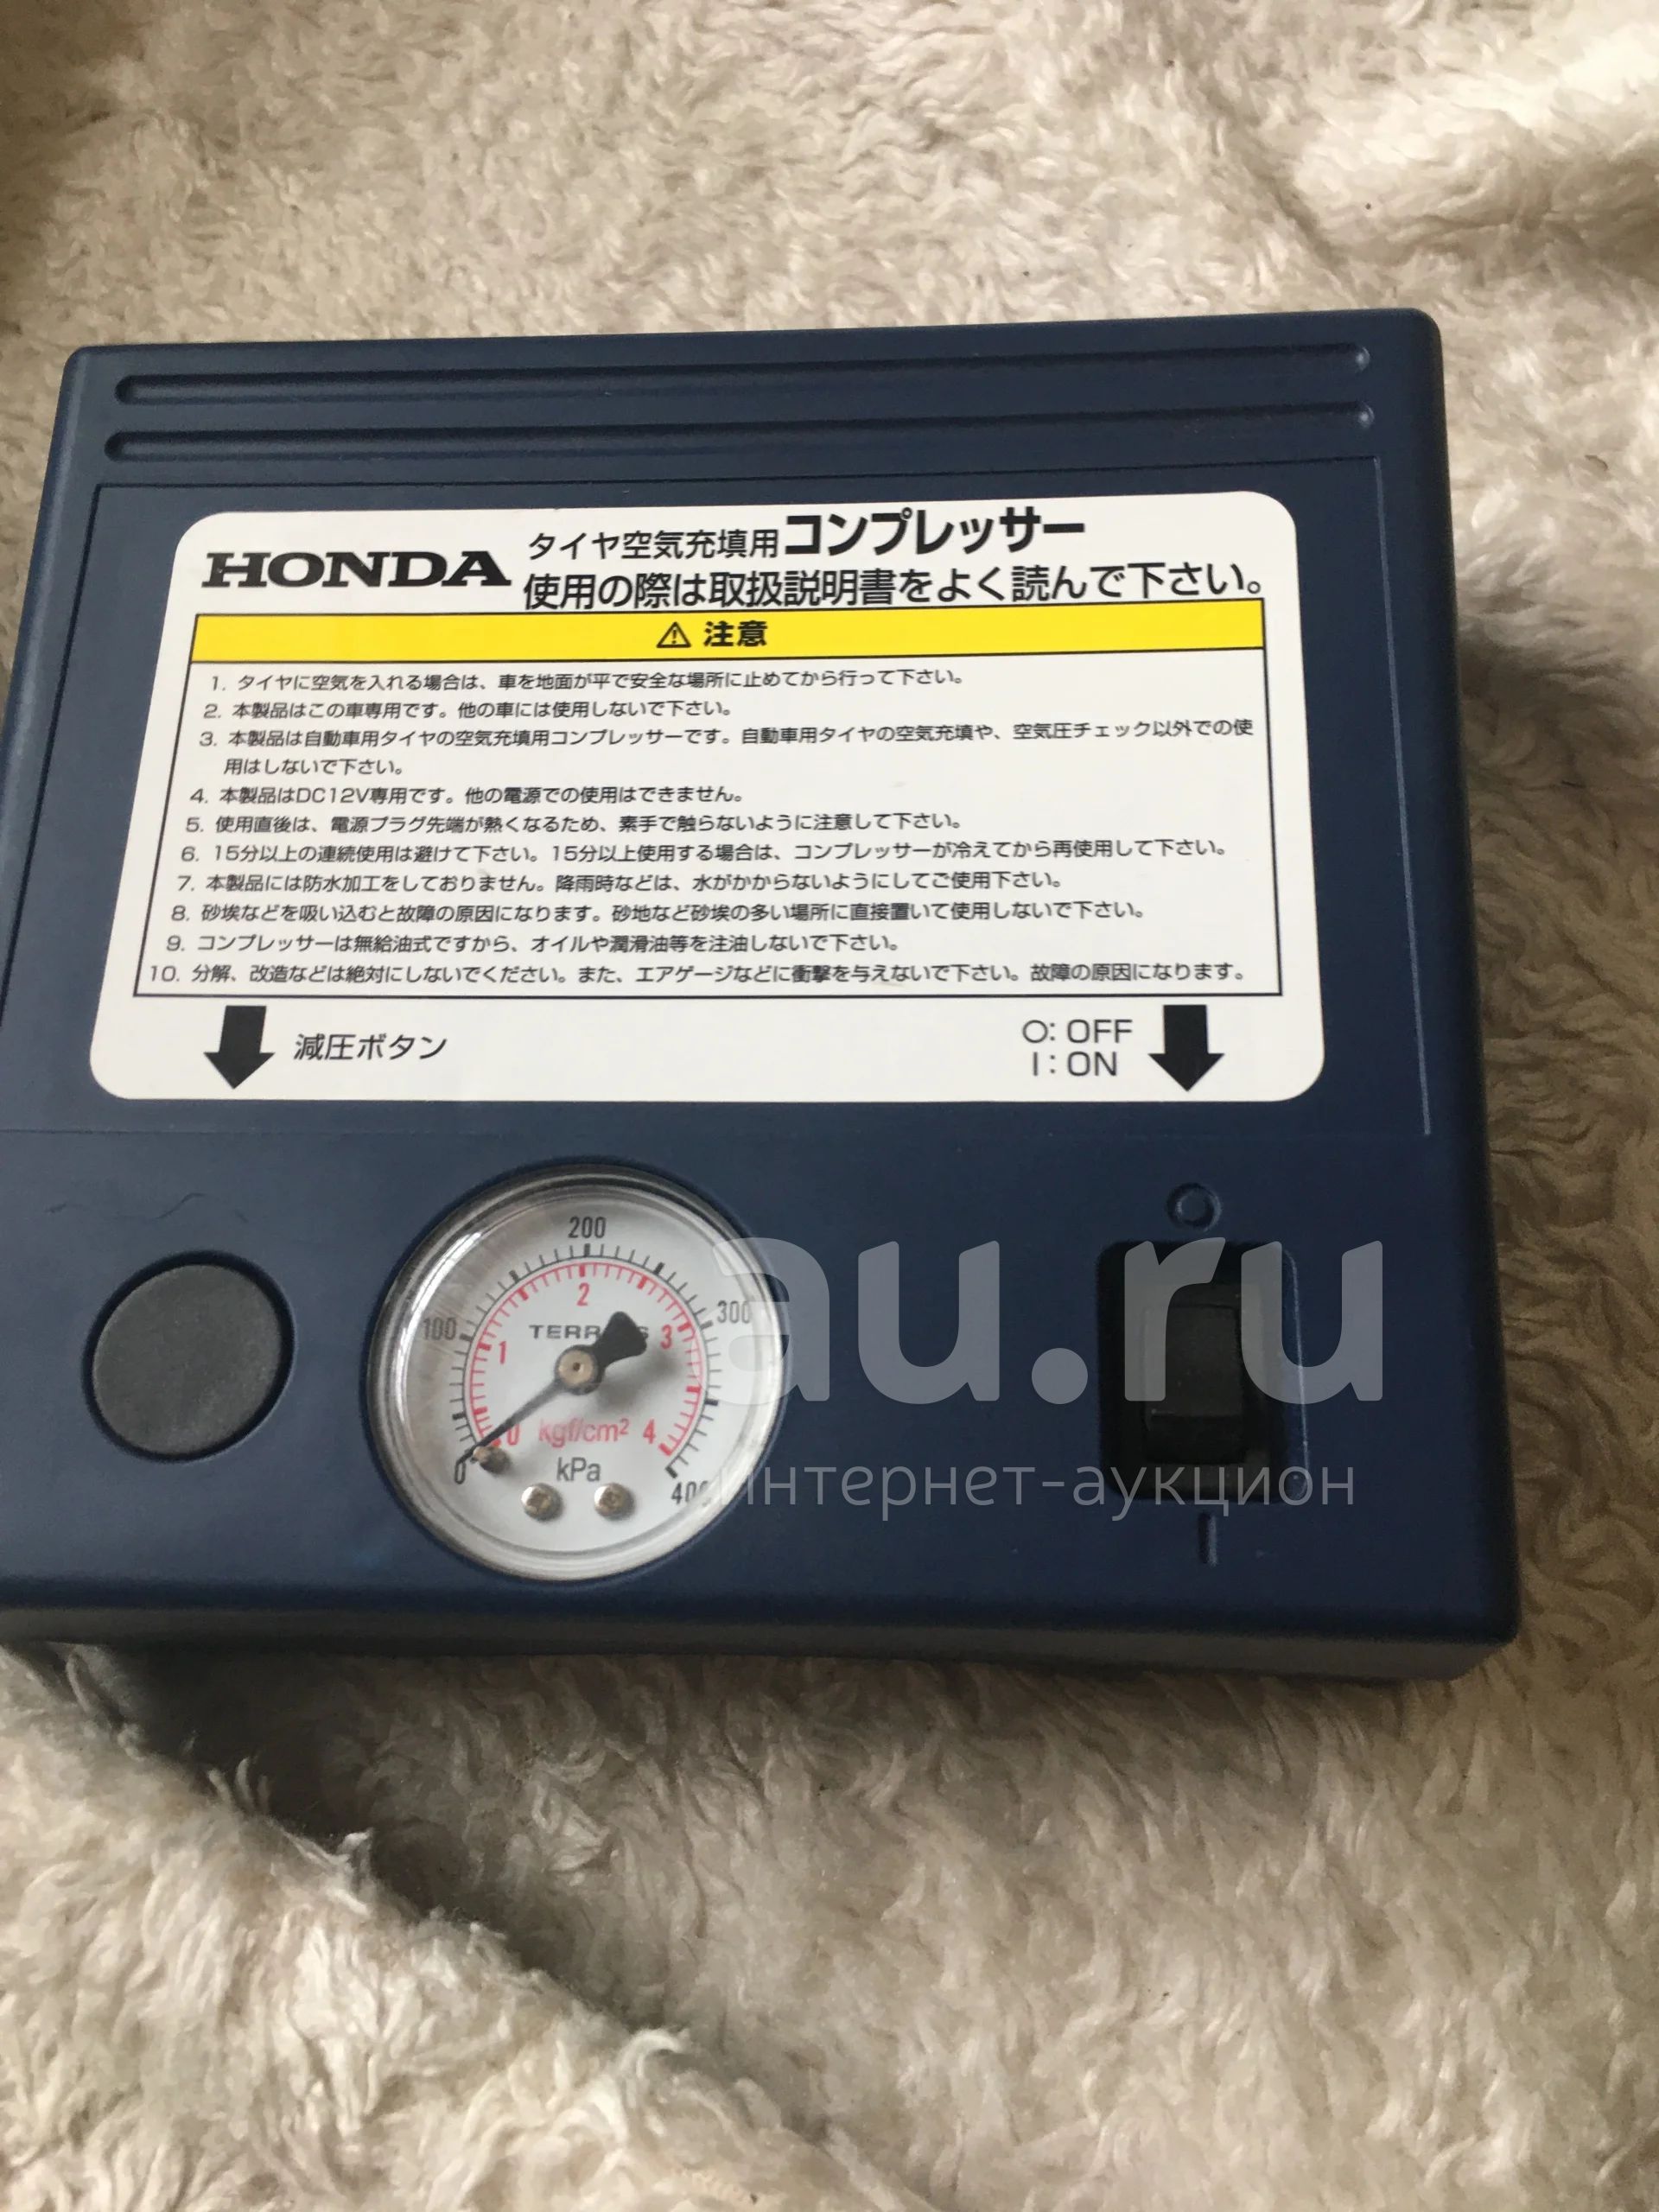 HONDA タイヤ空気充填用コンプレッサー
使用の際は取扱説明書をよく読んで下さい。
⚠ 注意
1. タイヤに空気を入れる場合は、車を地面が平で安全な場所に止めてから行って下さい。
2. 本製品はこの車専用です。他の車には使用しないで下さい。
3. 本製品は自動車用タイヤの空気充填用コンプレッサーです。自動車用タイヤの空気充填や、空気圧チェック以外での使
用はしないで下さい。
4. 本製品はDC12V専用です。他の電源での使用はできません。
5. 使用直後は、電源プラグ先端が熱くなるため、素手で触らないように注意して下さい。
6. 15分以上の連続使用は避けて下さい。15分以上使用する場合は、コンプレッサーが冷えてから再使用して下さい。
7. 本製品には防水加工をしておりません。降雨時などは、水がかからないようにしてご使用下さい。
8. 砂埃などを吸い込むと故障の原因になります。砂地など砂埃の多い場所に直接置いて使用しないで下さい。
9. コンプレッサーは無給油式ですから、オイルや潤滑油等を注油しないで下さい。
10. 分解、改造などは絶対にしないでください。また、エアゲージなどに衝撃を与えないで下さい。故障の原因になります。
減圧ボタン
O: OFF
I: ON
200
2
100
300
1
3
0 kgf/cm² 4
0 kPa 400
au.ru
интернет-аукцион